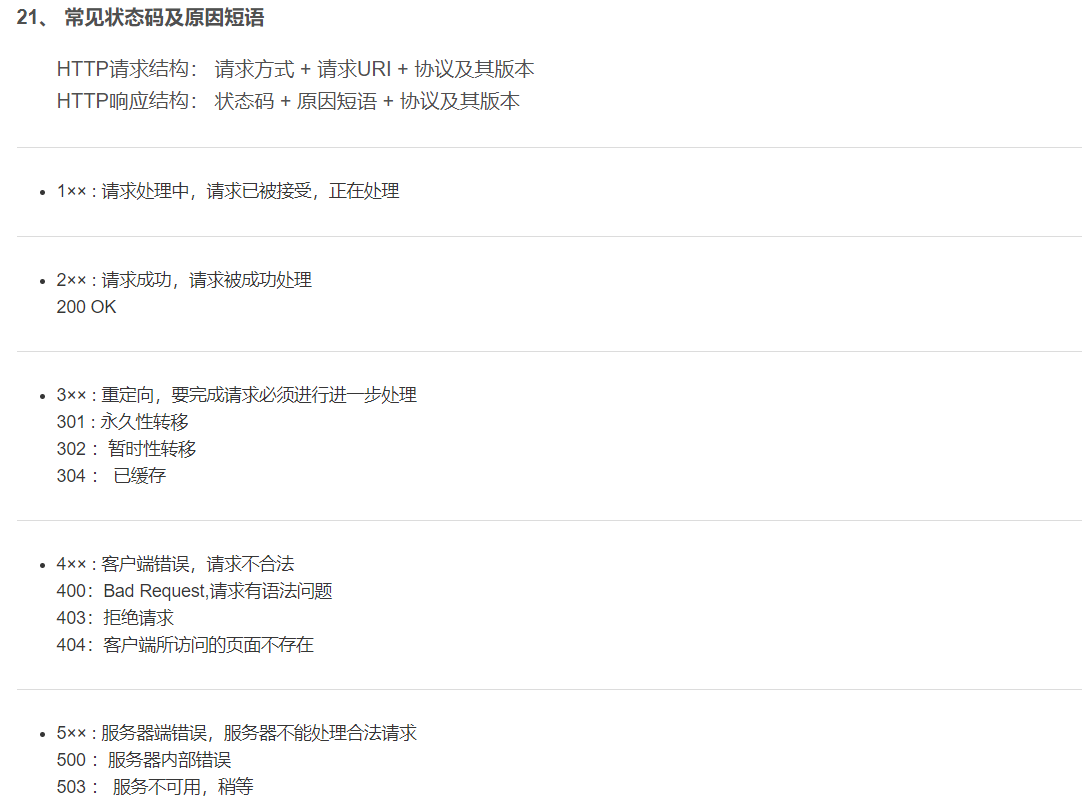 21、 常见状态码及原因短语
HTTP请求结构： 请求方式 + 请求URI + 协议及其版本
HTTP响应结构： 状态码 + 原因短语 + 协议及其版本
1×× : 请求处理中，请求已被接受，正在处理
2×× : 请求成功，请求被成功处理
200 OK
3×× : 重定向，要完成请求必须进行进一步处理
301 : 永久性转移
302 ：暂时性转移
304 ： 已缓存
4×× : 客户端错误，请求不合法
400：Bad Request,请求有语法问题
403：拒绝请求
404：客户端所访问的页面不存在
5×× : 服务器端错误，服务器不能处理合法请求
500 ：服务器内部错误
503 ： 服务不可用，稍等